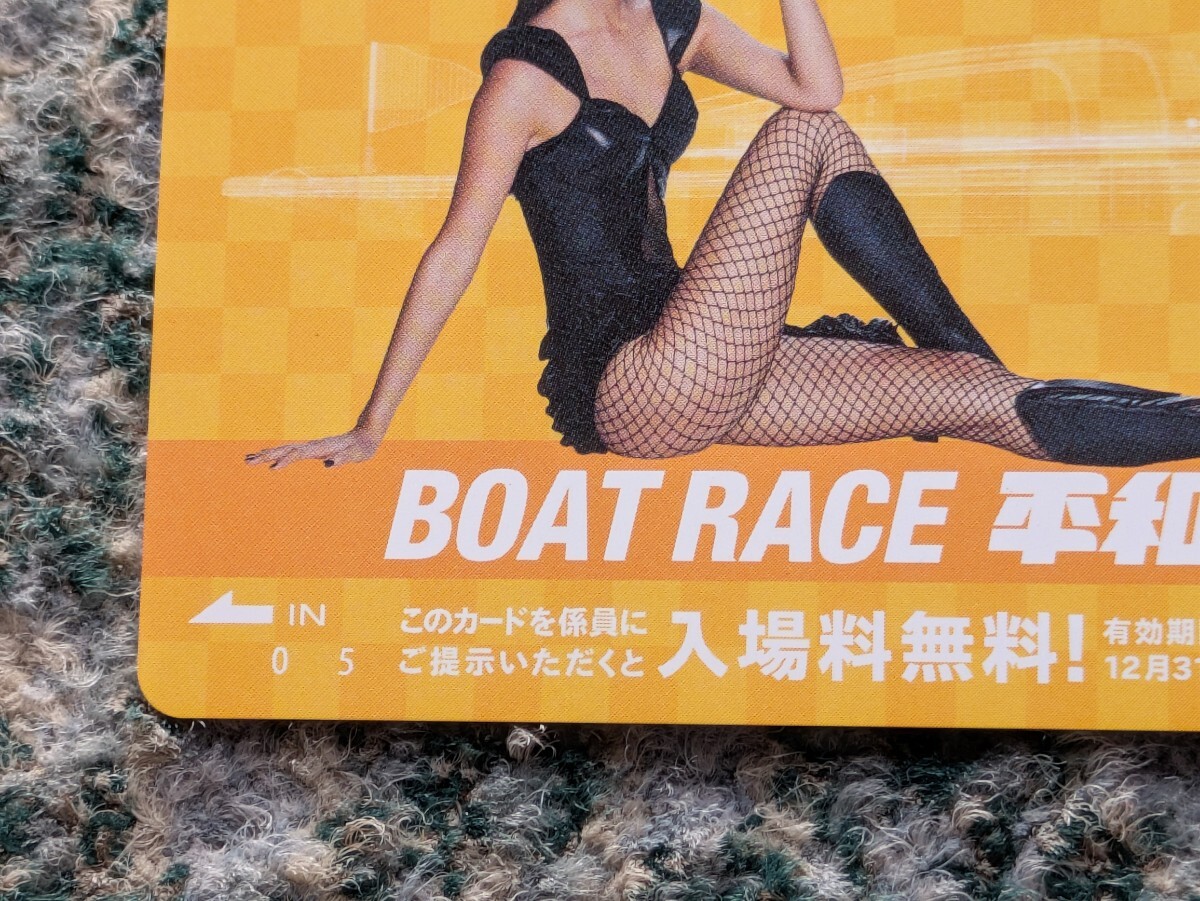 BOAT RACE 平和
IN
0 5
このカードを係員に
ご提示いただくと
入場料無料!
有効期
12月3